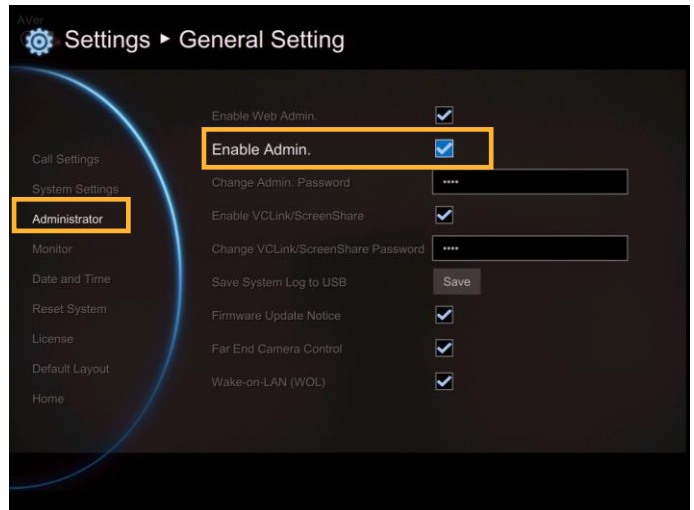 AVer
Settings ► General Setting
Enable Web Admin.
Enable Admin.
Call Settings
Change Admin. Password ••••
System Settings
Enable VCLink/ScreenShare
Administrator
Monitor
Change VCLink/ScreenShare Password ••••
Date and Time
Save System Log to USB Save
Reset System
Firmware Update Notice
License
Far End Camera Control
Default Layout
Wake-on-LAN (WOL)
Home